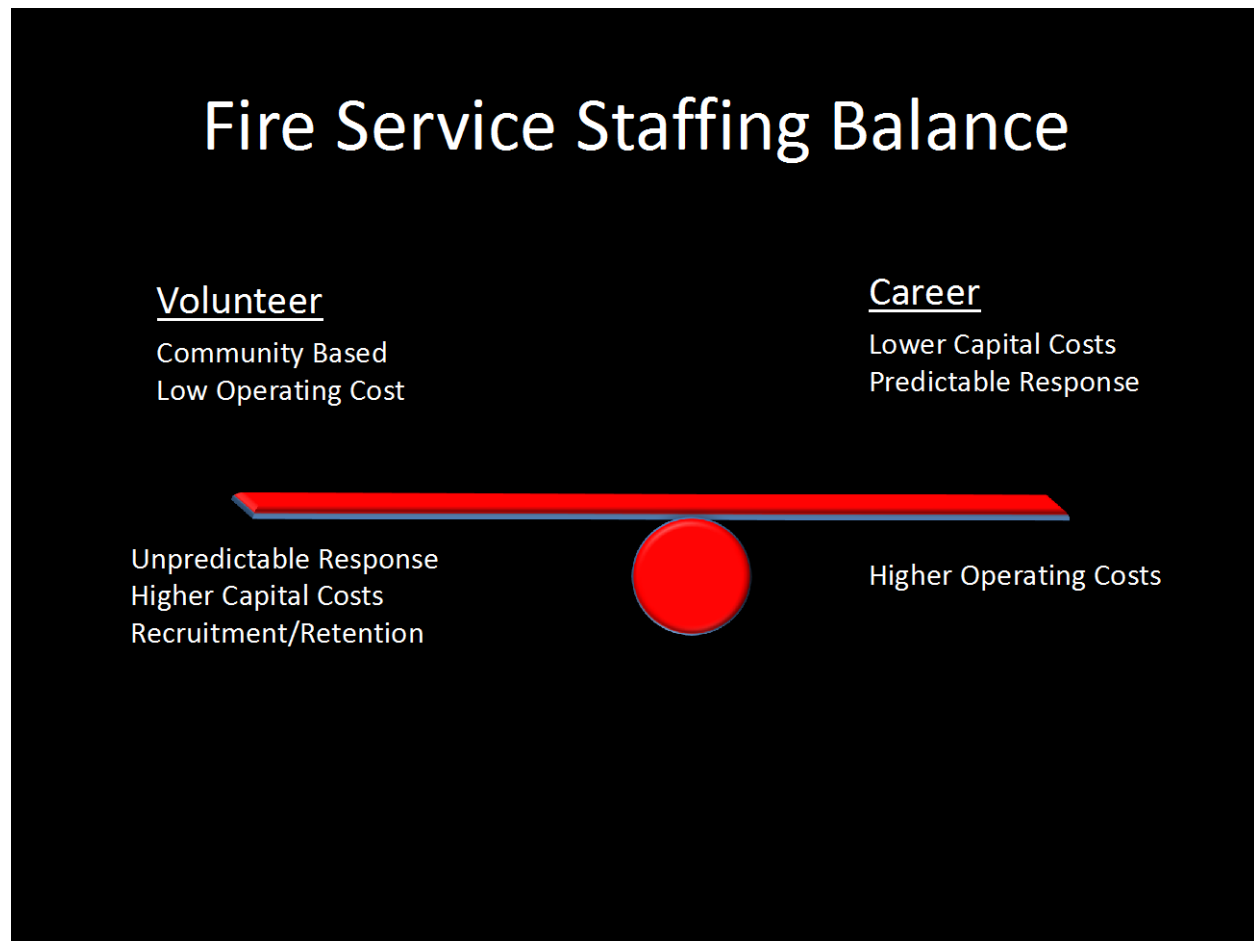 Fire Service Staffing Balance
Volunteer
Community Based
Low Operating Cost
Career
Lower Capital Costs
Predictable Response
Unpredictable Response
Higher Capital Costs
Recruitment/Retention
Higher Operating Costs